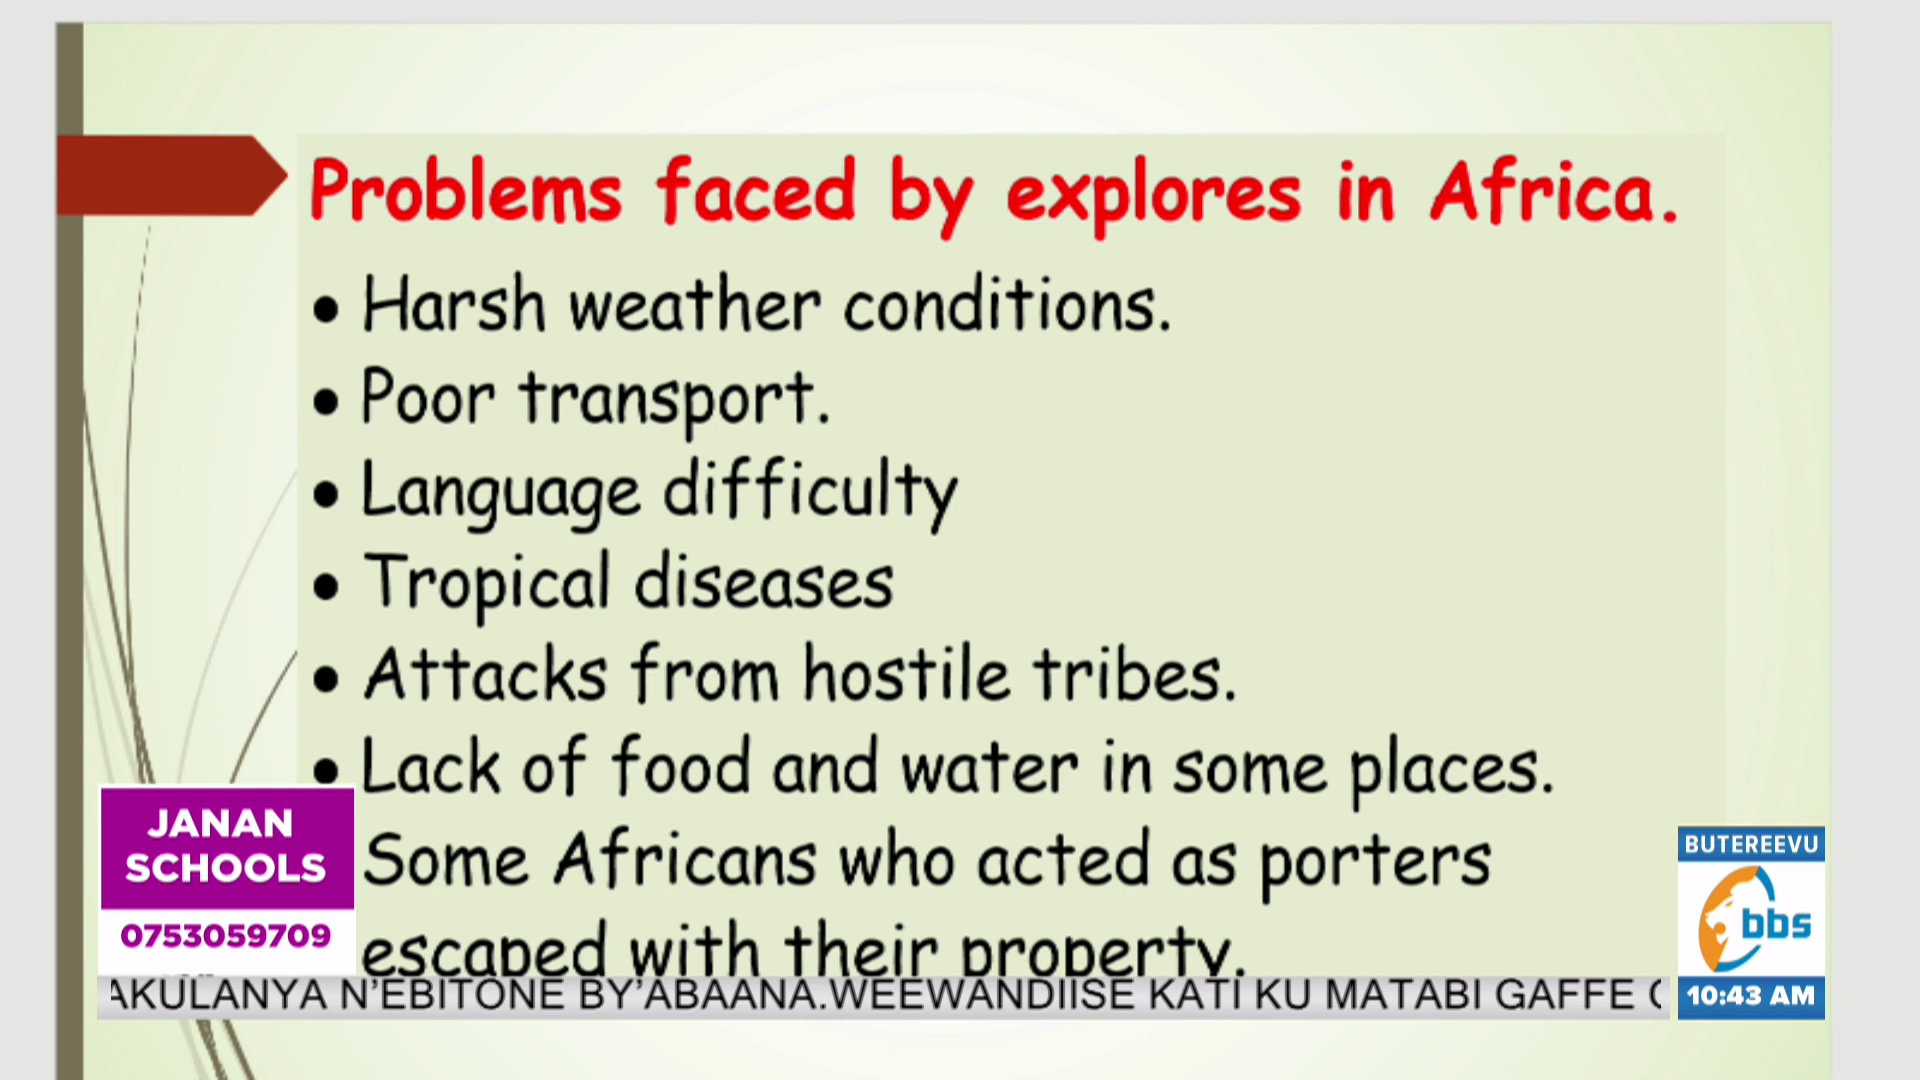 Problems faced by explores in Africa.
• Harsh weather conditions.
• Poor transport.
• Language difficulty
• Tropical diseases
• Attacks from hostile tribes.
• Lack of food and water in some places.
Some Africans who acted as porters
escaped with their property.
JANAN
SCHOOLS
0753059709
BUTEREEVU
bbs
10:43 AM
AKULANYA N'EBITONE BY'ABAANA.WEEWANDIISE KATI KU MATABI GAFFE